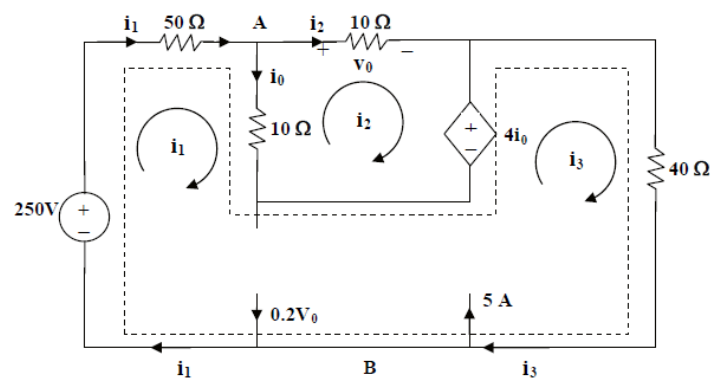 i₁ 50 Ω A i₂ 10 Ω
+ v₀ −
i₀
10 Ω
i₁
i₂
+ − 4i₀
i₃
40 Ω
250V + −
0.2V₀
5 A
i₁ B i₃